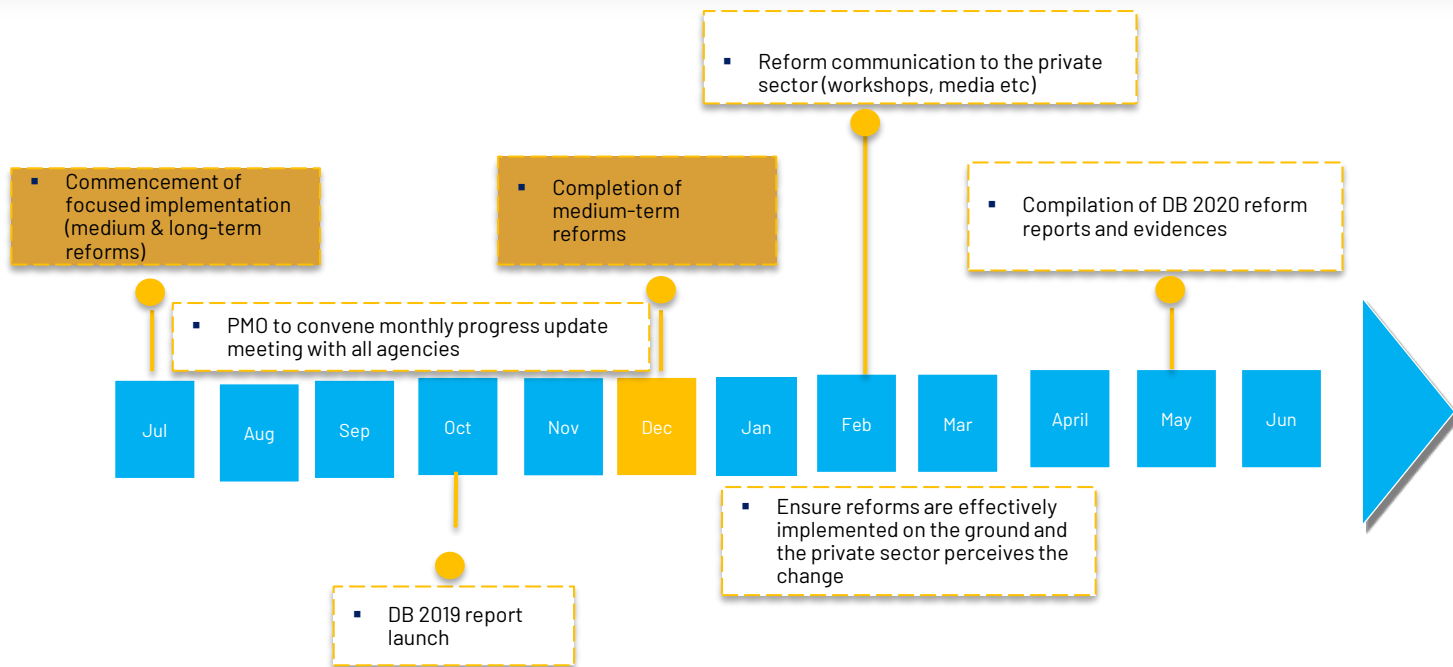 ▪ Reform communication to the private
sector (workshops, media etc)
▪ Commencement of
focused implementation
(medium & long-term
reforms)
▪ Completion of
medium-term
reforms
▪ Compilation of DB 2020 reform
reports and evidences
▪ PMO to convene monthly progress update
meeting with all agencies
Jul
Aug
Sep
Oct
Nov
Dec
Jan
Feb
Mar
April
May
Jun
▪ Ensure reforms are effectively
implemented on the ground and
the private sector perceives the
change
▪ DB 2019 report
launch